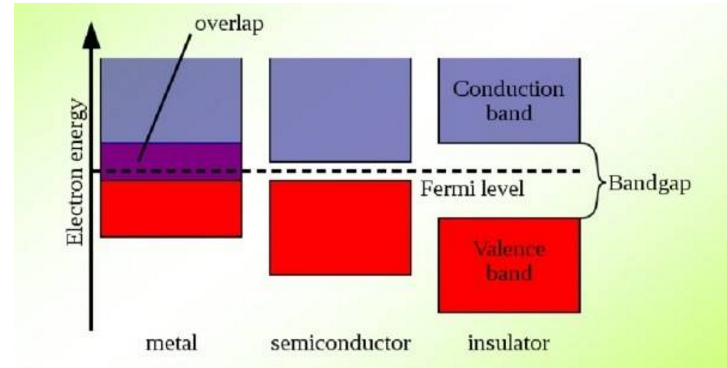 overlap
Electron energy
Conduction
band
Fermi level
Bandgap
Valence
band
metal
semiconductor
insulator